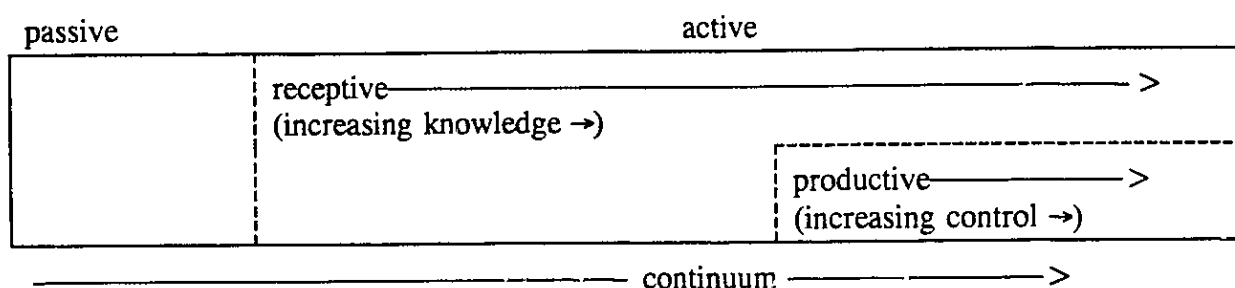 passive active
receptive >
(increasing knowledge →)
productive >
(increasing control →)
continuum >